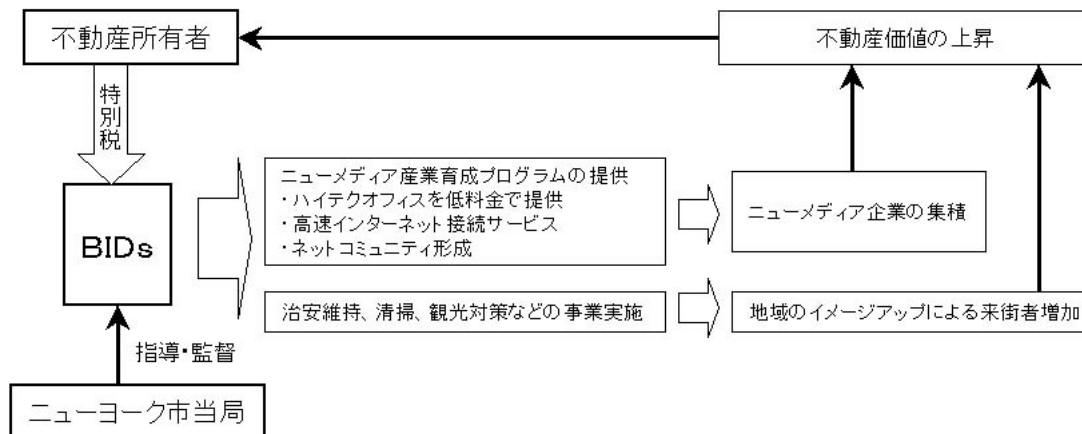 不動産所有者
不動産価値の上昇
特別税
BIDs
ニューメディア産業育成プログラムの提供
・ハイテクオフィスを低料金で提供
・高速インターネット接続サービス
・ネットコミュニティ形成
ニューメディア企業の集積
治安維持、清掃、観光対策などの事業実施
地域のイメージアップによる来街者増加
指導・監督
ニューヨーク市当局